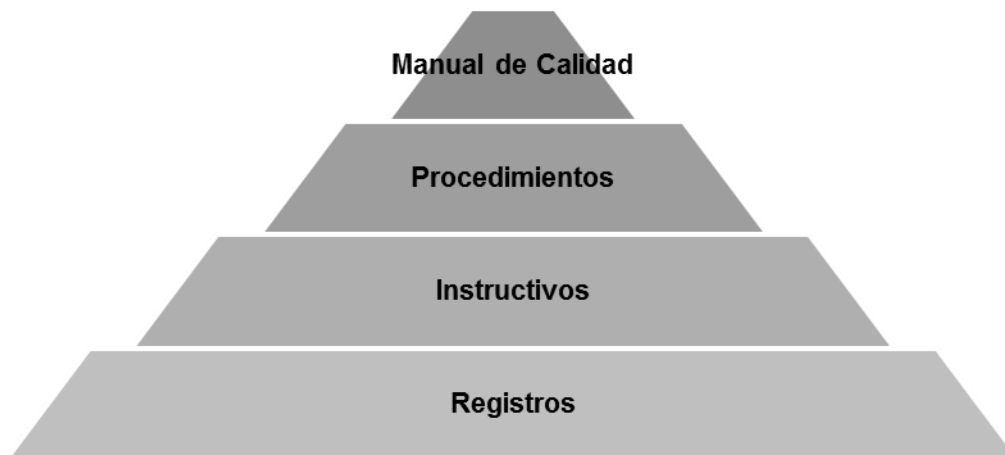 Manual de Calidad
Procedimientos
Instructivos
Registros